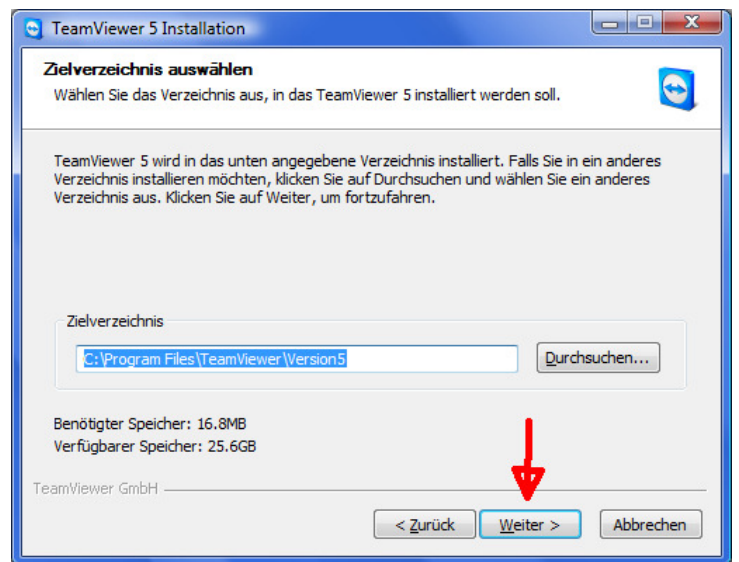 TeamViewer 5 Installation
Zielverzeichnis auswählen
Wählen Sie das Verzeichnis aus, in das TeamViewer 5 installiert werden soll.
TeamViewer 5 wird in das unten angegebene Verzeichnis installiert. Falls Sie in ein anderes
Verzeichnis installieren möchten, klicken Sie auf Durchsuchen und wählen Sie ein anderes
Verzeichnis aus. Klicken Sie auf Weiter, um fortzufahren.
Zielverzeichnis
C:\Program Files\TeamViewer\Version5
Durchsuchen...
Benötigter Speicher: 16.8MB
Verfügbarer Speicher: 25.6GB
TeamViewer GmbH
< Zurück
Weiter >
Abbrechen